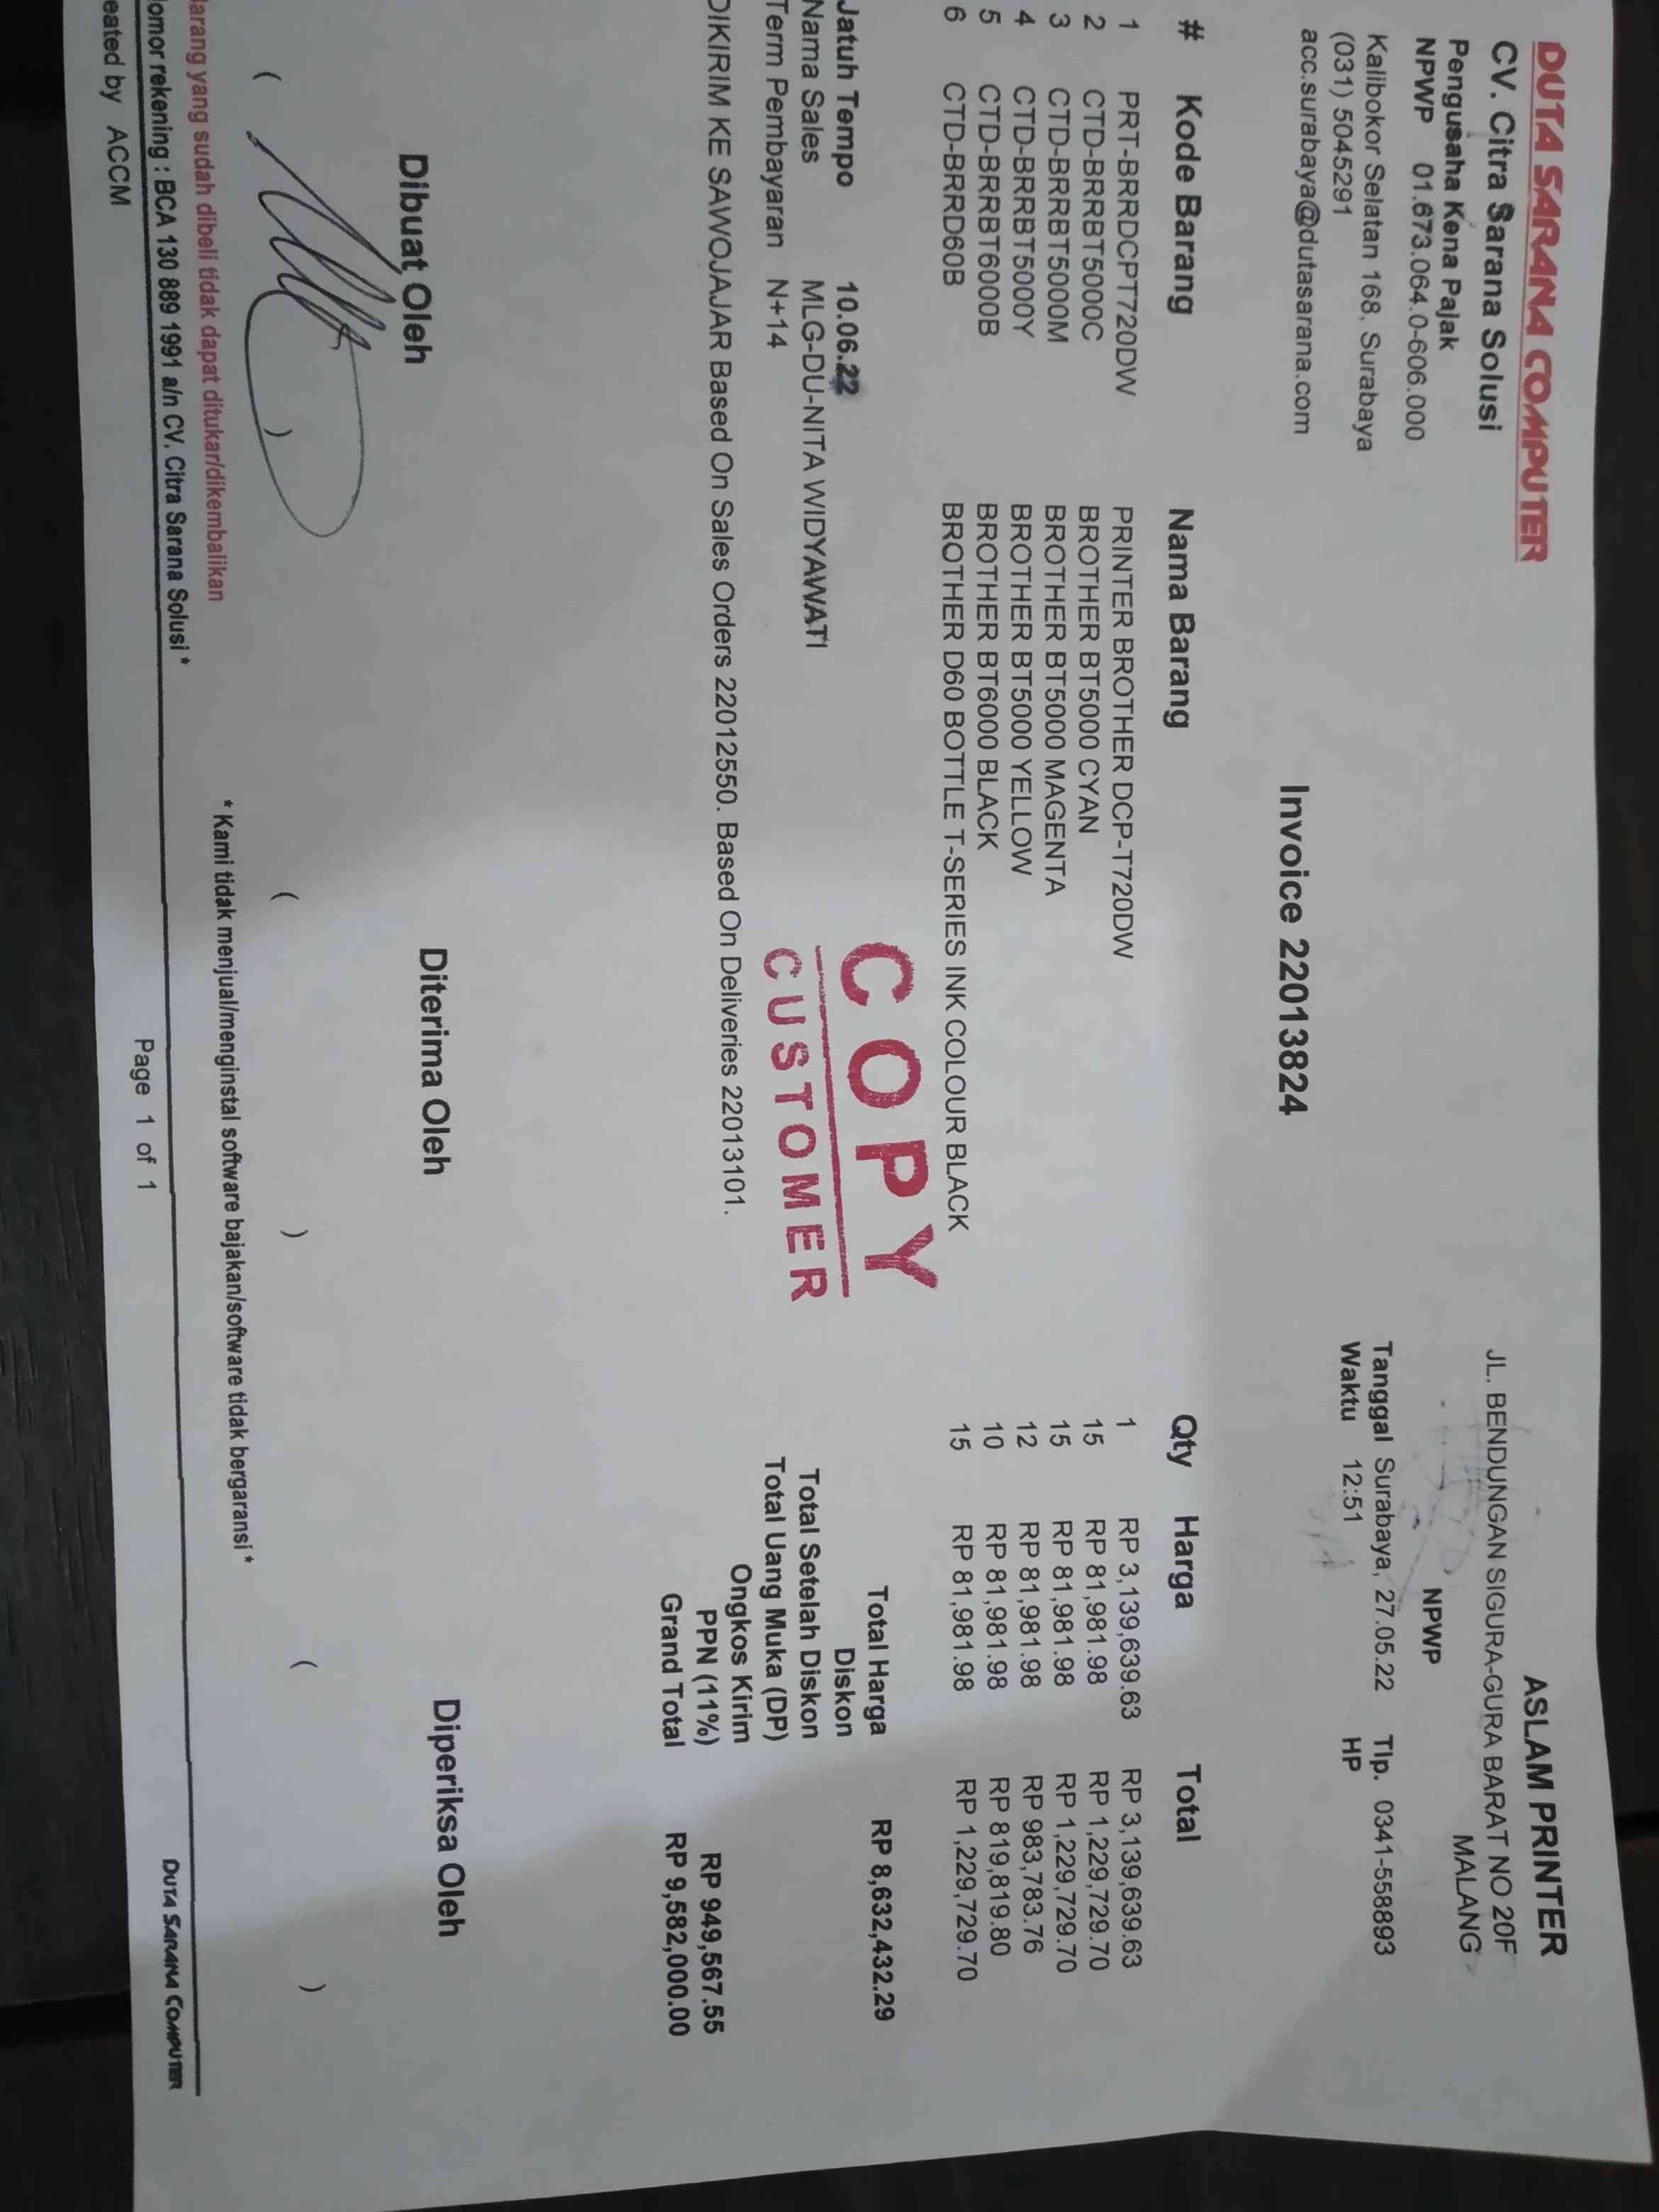 DUTA SARANA COMPUTER
CV. Citra Sarana Solusi
Pengusaha Kena Pajak
NPWP 01.673.064.0-606.000
Kalibokor Selatan 168, Surabaya
(031) 5045291
acc.surabaya@dutasarana.com
ASLAM PRINTER
JL. BENDUNGAN SIGURA-GURA BARAT NO 20F
MALANG
NPWP
Tanggal Surabaya, 27.05.22 Tlp. 0341-558893
Waktu 12:51 HP
Invoice 22013824
# Kode Barang Nama Barang Qty Harga Total
1 PRT-BRRDCPT720DW PRINTER BROTHER DCP-T720DW 1 RP 3,139,639.63 RP 3,139,639.63
2 CTD-BRRBT5000C BROTHER BT5000 CYAN 15 RP 81,981.98 RP 1,229,729.70
3 CTD-BRRBT5000M BROTHER BT5000 MAGENTA 15 RP 81,981.98 RP 1,229,729.70
4 CTD-BRRBT5000Y BROTHER BT5000 YELLOW 12 RP 81,981.98 RP 983,783.76
5 CTD-BRRBT6000B BROTHER BT6000 BLACK 10 RP 81,981.98 RP 819,819.80
6 CTD-BRRD60B BROTHER D60 BOTTLE T-SERIES INK COLOUR BLACK 15 RP 81,981.98 RP 1,229,729.70
COPY
CUSTOMER
Jatuh Tempo 10.06.22
Nama Sales MLG-DU-NITA WIDYAWATI
Term Pembayaran N+14
DIKIRIM KE SAWOJAJAR Based On Sales Orders 22012550. Based On Deliveries 22013101.
Total Harga RP 8,632,432.29
Diskon
Total Setelah Diskon
Total Uang Muka (DP)
Ongkos Kirim
PPN (11%) RP 949,567.55
Grand Total RP 9,582,000.00
Dibuat Oleh Diterima Oleh Diperiksa Oleh
( ) ( ) ( )
arang yang sudah dibeli tidak dapat ditukar/dikembalikan
* Kami tidak menjual/menginstal software bajakan/software tidak bergaransi *
omor rekening : BCA 130 889 1991 a/n CV. Citra Sarana Solusi *
eated by ACCM
Page 1 of 1
DUTA SARANA COMPUTER